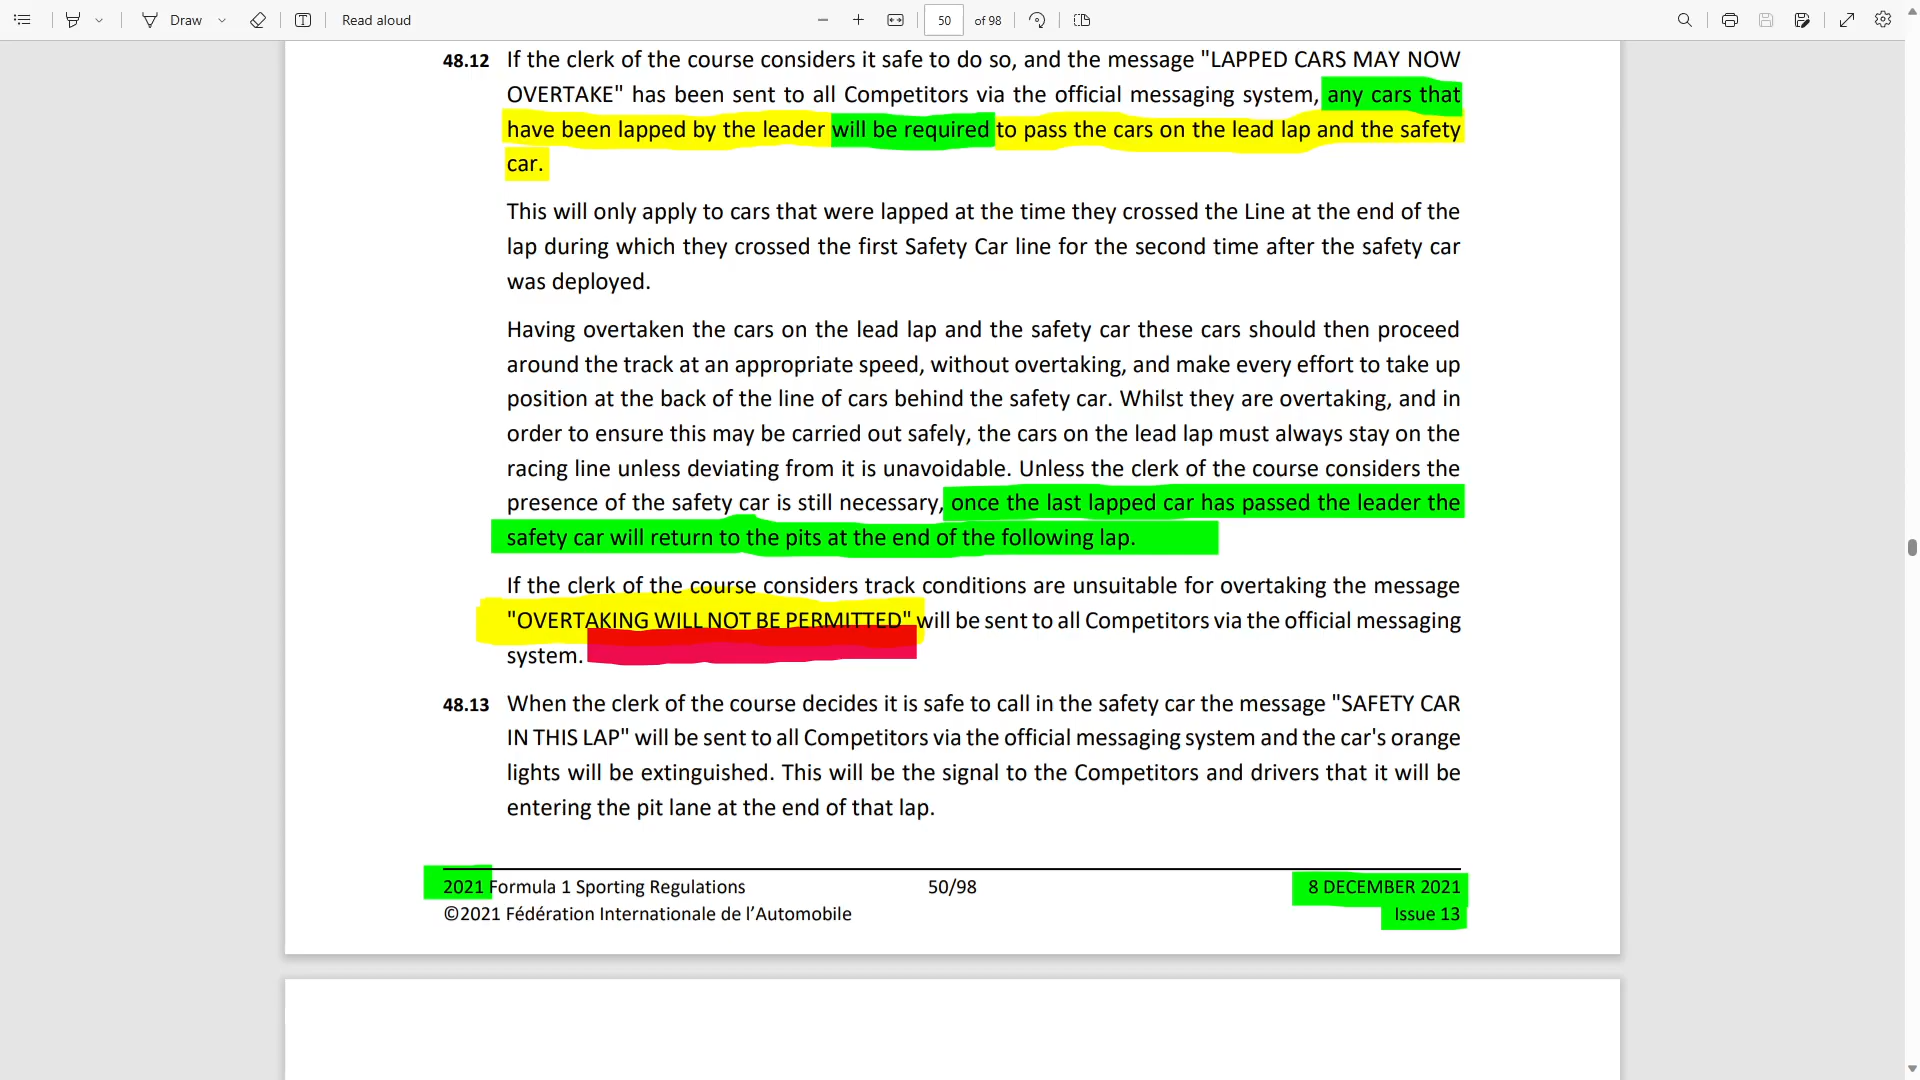 Draw
Read aloud
50
of 98
48.12 If the clerk of the course considers it safe to do so, and the message "LAPPED CARS MAY NOW
OVERTAKE" has been sent to all Competitors via the official messaging system, any cars that
have been lapped by the leader will be required to pass the cars on the lead lap and the safety
car.
This will only apply to cars that were lapped at the time they crossed the Line at the end of the
lap during which they crossed the first Safety Car line for the second time after the safety car
was deployed.
Having overtaken the cars on the lead lap and the safety car these cars should then proceed
around the track at an appropriate speed, without overtaking, and make every effort to take up
position at the back of the line of cars behind the safety car. Whilst they are overtaking, and in
order to ensure this may be carried out safely, the cars on the lead lap must always stay on the
racing line unless deviating from it is unavoidable. Unless the clerk of the course considers the
presence of the safety car is still necessary, once the last lapped car has passed the leader the
safety car will return to the pits at the end of the following lap.
If the clerk of the course considers track conditions are unsuitable for overtaking the message
"OVERTAKING WILL NOT BE PERMITTED" will be sent to all Competitors via the official messaging
system.
48.13 When the clerk of the course decides it is safe to call in the safety car the message "SAFETY CAR
IN THIS LAP" will be sent to all Competitors via the official messaging system and the car's orange
lights will be extinguished. This will be the signal to the Competitors and drivers that it will be
entering the pit lane at the end of that lap.
2021 Formula 1 Sporting Regulations 50/98 8 DECEMBER 2021
©2021 Fédération Internationale de l’Automobile Issue 13